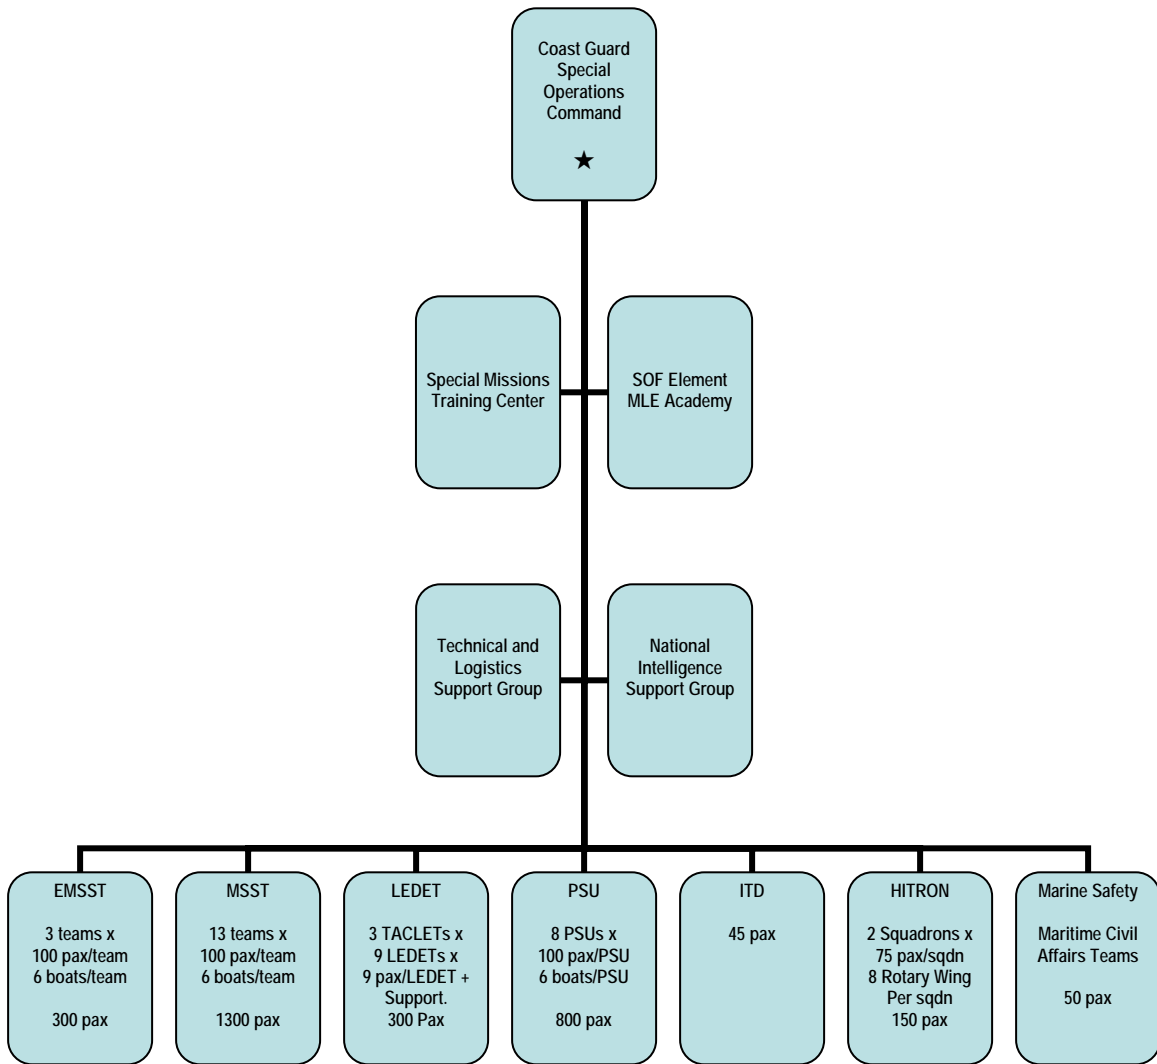 Coast Guard
Special
Operations
Command
★
Special Missions
Training Center
SOF Element
MLE Academy
Technical and
Logistics
Support Group
National
Intelligence
Support Group
EMSST
3 teams x
100 pax/team
6 boats/team
300 pax
MSST
13 teams x
100 pax/team
6 boats/team
1300 pax
LEDET
3 TACLETs x
9 LEDETs x
9 pax/LEDET +
Support.
300 Pax
PSU
8 PSUs x
100 pax/PSU
6 boats/PSU
800 pax
ITD
45 pax
HITRON
2 Squadrons x
75 pax/sqdn
8 Rotary Wing
Per sqdn
150 pax
Marine Safety
Maritime Civil
Affairs Teams
50 pax